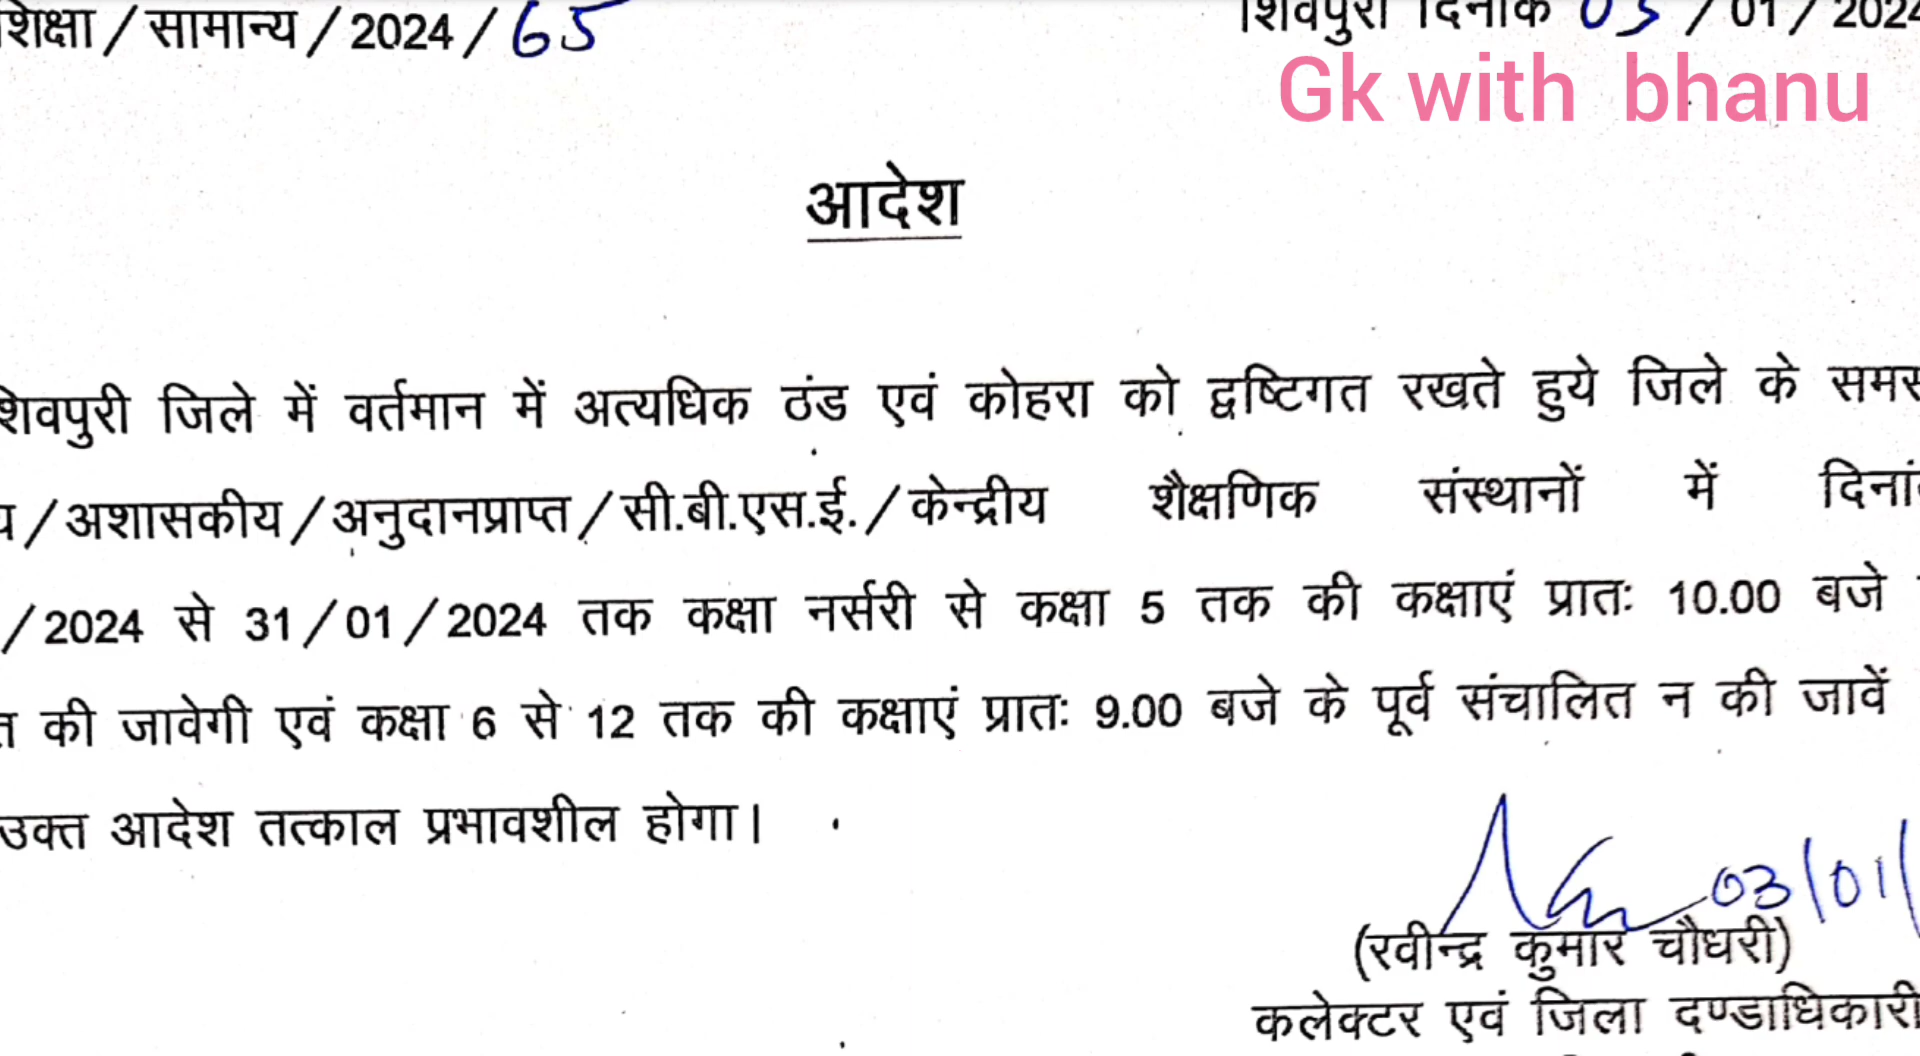 शिक्षा / सामान्य / 2024 / 65
शिवपुरी दिनांक 03 / 01 / 2024
Gk with bhanu
आदेश
शिवपुरी जिले में वर्तमान में अत्यधिक ठंड एवं कोहरा को द्वष्टिगत रखते हुये जिले के
/ अशासकीय / अनुदानप्राप्त / सी.बी.एस.ई. / केन्द्रीय शैक्षणिक संस्थानों में
/ 2024 से 31 / 01 / 2024 तक कक्षा नर्सरी से कक्षा 5 तक की कक्षाएं प्रातः 10.00 बजे
की जावेगी एवं कक्षा 6 से 12 तक की कक्षाएं प्रातः 9.00 बजे के पूर्व संचालित न की जावें
उक्त आदेश तत्काल प्रभावशील होगा।
03/01/
(रवीन्द्र कुमार चौधरी)
कलेक्टर एवं जिला दण्डाधिकारी